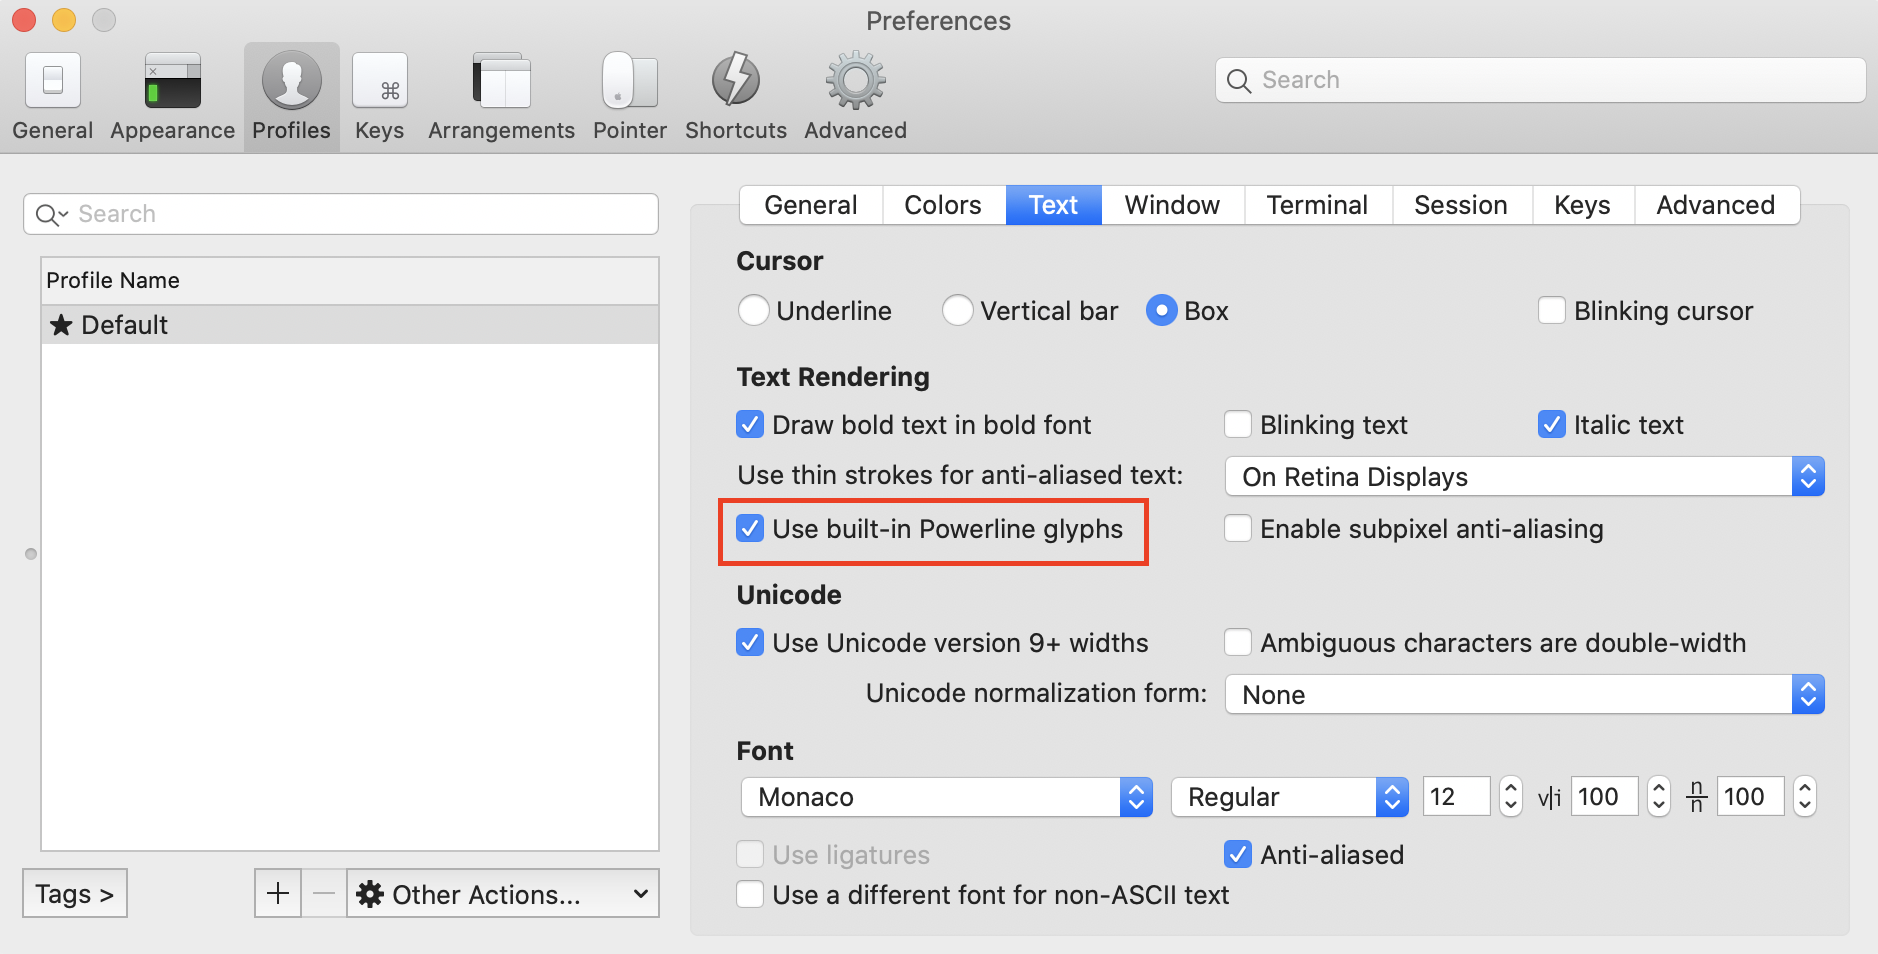 Preferences
General Appearance Profiles Keys Arrangements Pointer Shortcuts Advanced
Search
Search
Profile Name
★ Default
Tags >
+ — Other Actions...
General Colors Text Window Terminal Session Keys Advanced
Cursor
Underline Vertical bar Box Blinking cursor
Text Rendering
Draw bold text in bold font Blinking text Italic text
Use thin strokes for anti-aliased text: On Retina Displays
Use built-in Powerline glyphs Enable subpixel anti-aliasing
Unicode
Use Unicode version 9+ widths Ambiguous characters are double-width
Unicode normalization form: None
Font
Monaco Regular 12 v|i 100 n/n 100
Use ligatures Anti-aliased
Use a different font for non-ASCII text